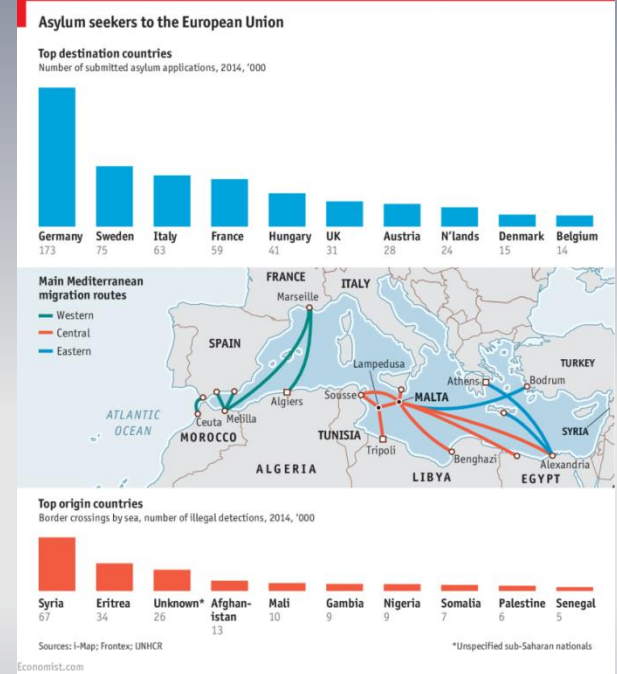 Asylum seekers to the European Union
Top destination countries
Number of submitted asylum applications, 2014, '000
Germany Sweden Italy France Hungary UK Austria N'lands Denmark Belgium
173 75 63 59 41 31 28 24 15 14
Main Mediterranean
migration routes
Western
Central
Eastern
FRANCE
ITALY
Marseille
SPAIN
Lampedusa
TURKEY
Athens
Bodrum
Sousse
MALTA
Algiers
ATLANTIC
OCEAN
Ceuta
Melilla
MOROCCO
TUNISIA
SYRIA
Tripoli
Benghazi
Alexandria
ALGERIA
LIBYA
EGYPT
Top origin countries
Border crossings by sea, number of illegal detections, 2014, '000
Syria Eritrea Unknown* Afghan- Mali Gambia Nigeria Somalia Palestine Senegal
istan
67 34 26 13 10 9 9 7 6 5
Sources: i-Map; Frontex; UNHCR
*Unspecified sub-Saharan nationals
Economist.com